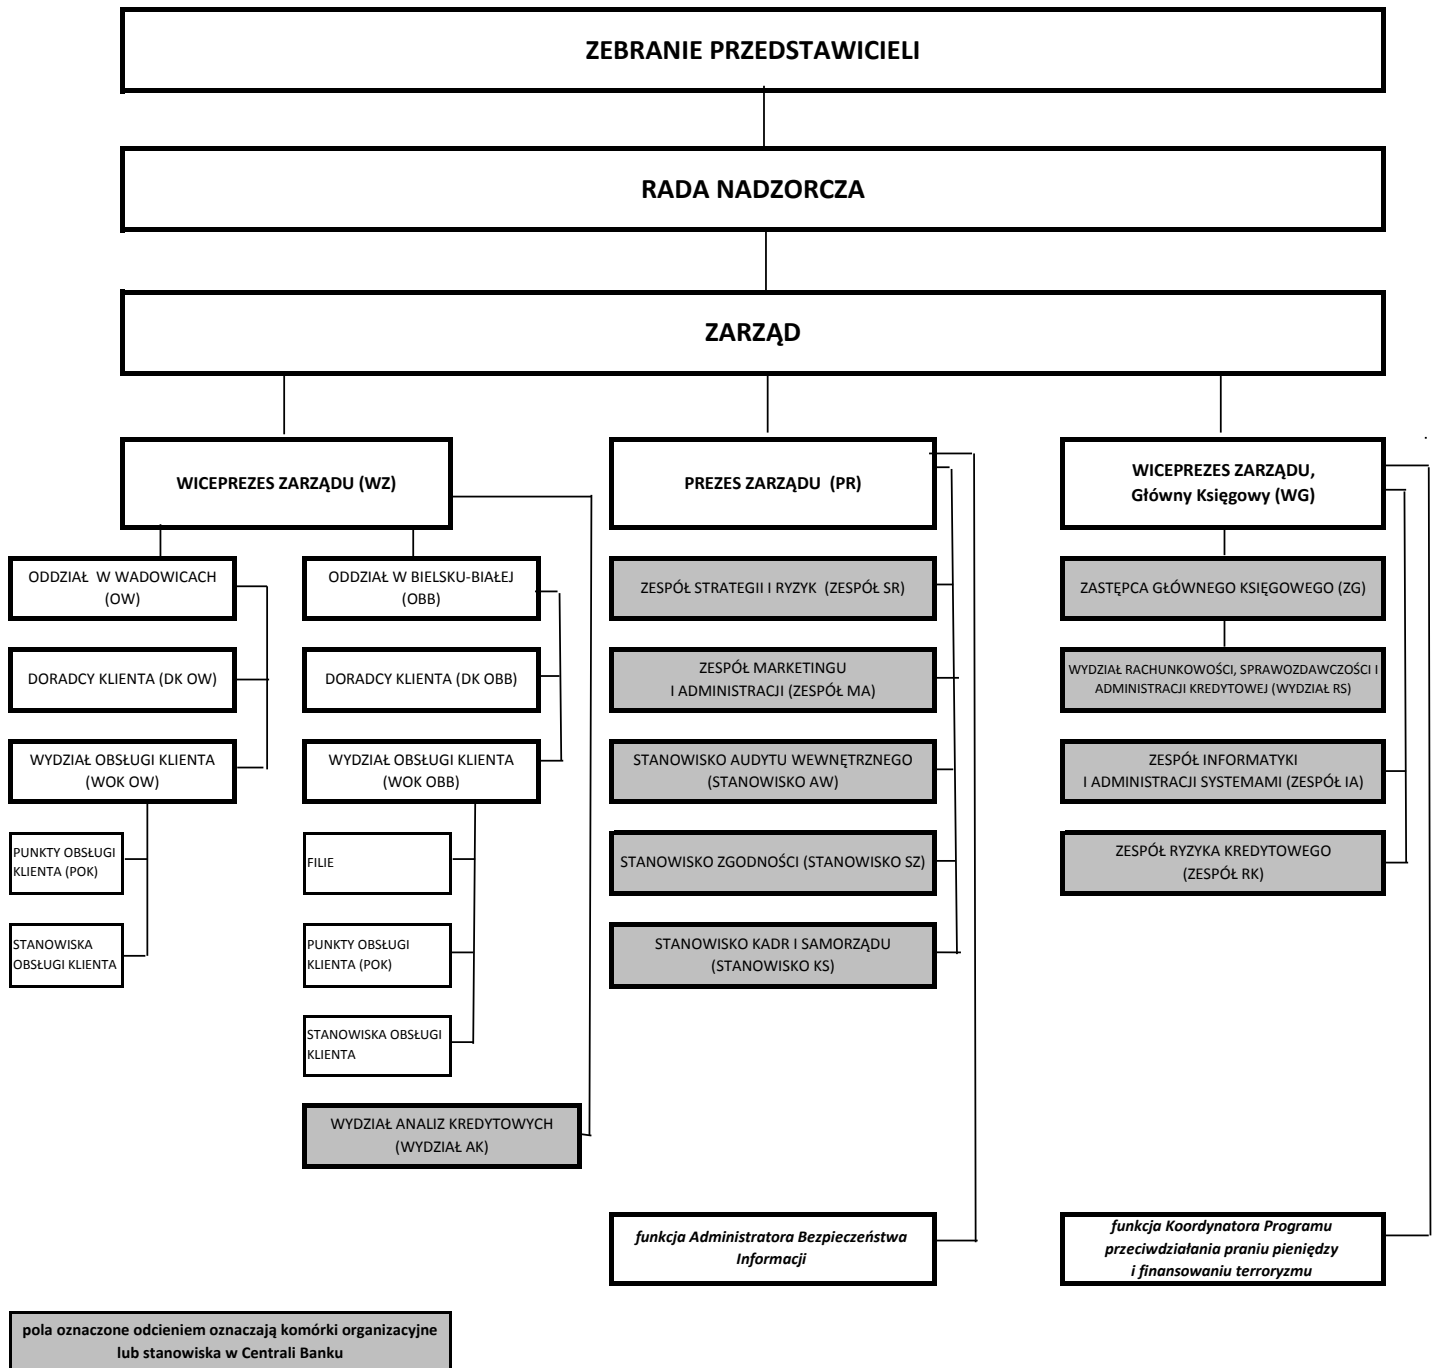 ZEBRANIE PRZEDSTAWICIELI
RADA NADZORCZA
ZARZĄD
WICEPREZES ZARZĄDU (WZ)
ODDZIAŁ W WADOWICACH
(OW)
DORADCY KLIENTA (DK OW)
WYDZIAŁ OBSŁUGI KLIENTA
(WOK OW)
PUNKTY OBSŁUGI
KLIENTA (POK)
STANOWISKA
OBSŁUGI KLIENTA
ODDZIAŁ W BIELSKU-BIAŁEJ
(OBB)
DORADCY KLIENTA (DK OBB)
WYDZIAŁ OBSŁUGI KLIENTA
(WOK OBB)
FILIE
PUNKTY OBSŁUGI
KLIENTA (POK)
STANOWISKA OBSŁUGI
KLIENTA
WYDZIAŁ ANALIZ KREDYTOWYCH
(WYDZIAŁ AK)
PREZES ZARZĄDU (PR)
ZESPÓŁ STRATEGII I RYZYK (ZESPÓŁ SR)
ZESPÓŁ MARKETINGU
I ADMINISTRACJI (ZESPÓŁ MA)
STANOWISKO AUDYTU WEWNĘTRZNEGO
(STANOWISKO AW)
STANOWISKO ZGODNOŚCI (STANOWISKO SZ)
STANOWISKO KADR I SAMORZĄDU
(STANOWISKO KS)
funkcja Administratora Bezpieczeństwa
Informacji
WICEPREZES ZARZĄDU,
Główny Księgowy (WG)
ZASTĘPCA GŁÓWNEGO KSIĘGOWEGO (ZG)
WYDZIAŁ RACHUNKOWOŚCI, SPRAWOZDAWCZOŚCI I
ADMINISTRACJI KREDYTOWEJ (WYDZIAŁ RS)
ZESPÓŁ INFORMATYKI
I ADMINISTRACJI SYSTEMAMI (ZESPÓŁ IA)
ZESPÓŁ RYZYKA KREDYTOWEGO
(ZESPÓŁ RK)
funkcja Koordynatora Programu
przeciwdziałania praniu pieniędzy
i finansowaniu terroryzmu
pola oznaczone odcieniem oznaczają komórki organizacyjne
lub stanowiska w Centrali Banku